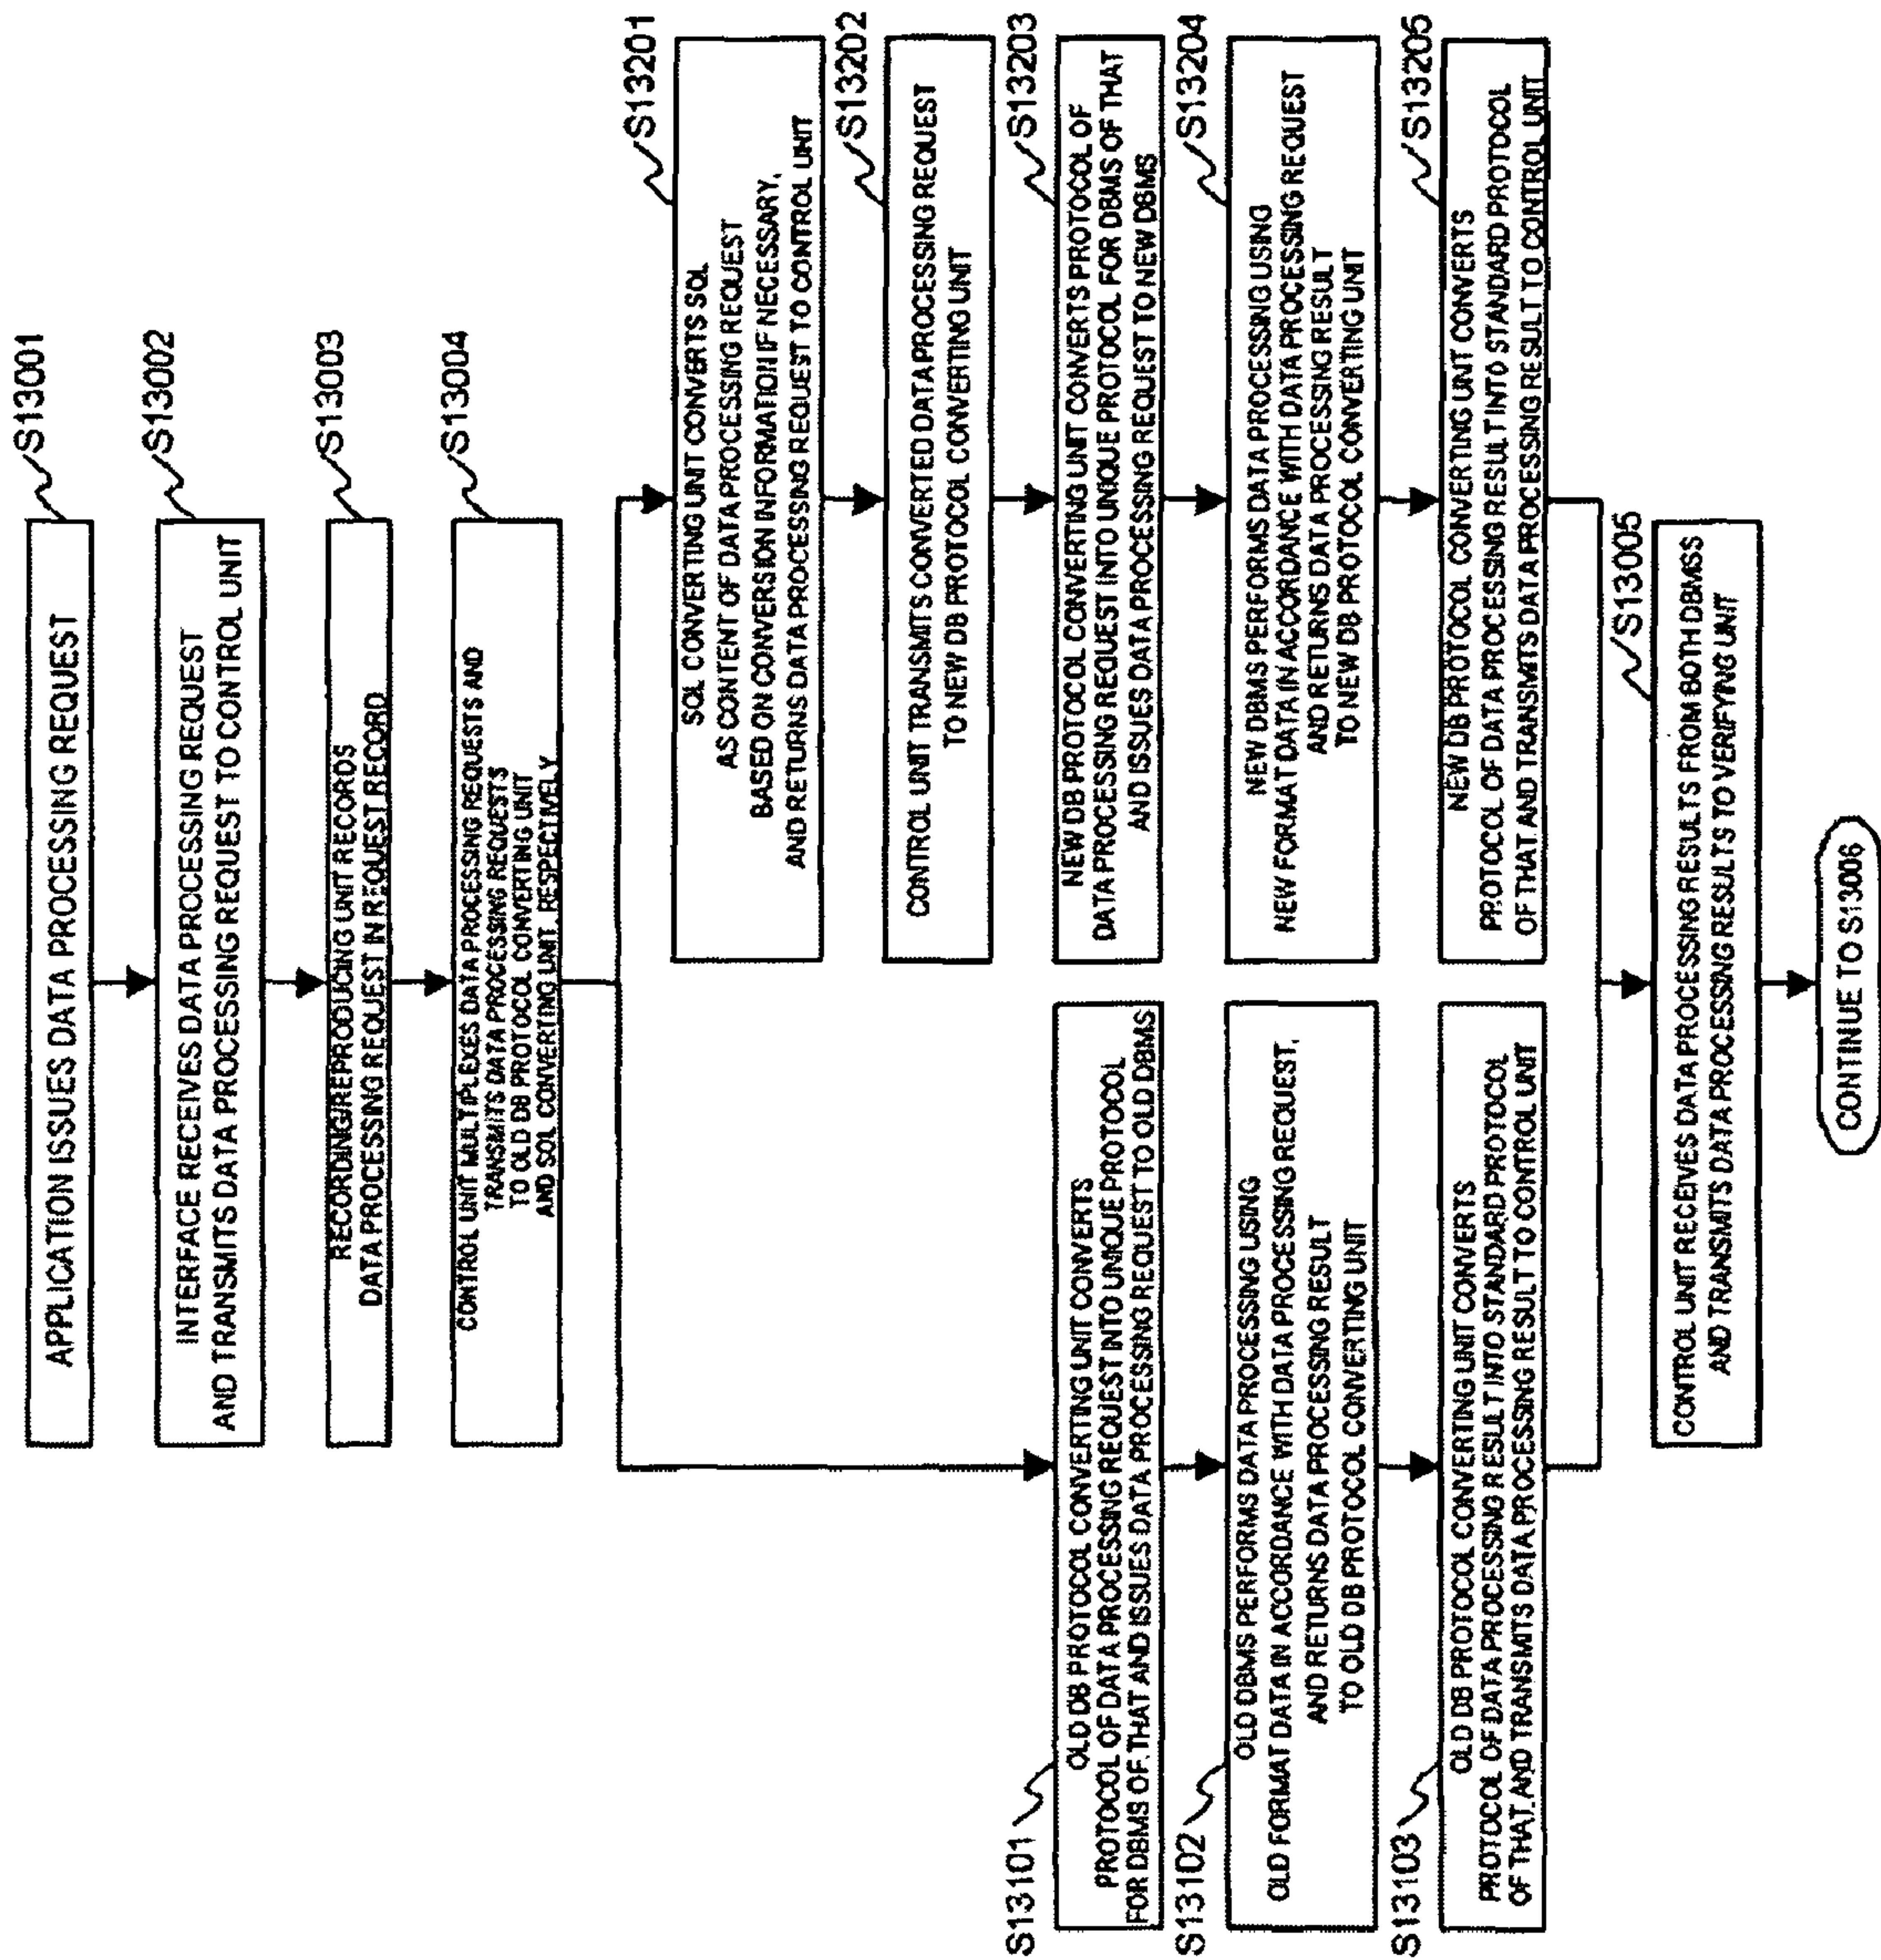 S13001
APPLICATION ISSUES DATA PROCESSING REQUEST
S13002
INTERFACE RECEIVES DATA PROCESSING REQUEST
AND TRANSMITS DATA PROCESSING REQUEST TO CONTROL UNIT
S13003
RECORDING/REPRODUCING UNIT RECORDS
DATA PROCESSING REQUEST IN REQUEST RECORD
S13004
CONTROL UNIT MULTIPLEXES DATA PROCESSING REQUESTS AND
TRANSMITS DATA PROCESSING REQUESTS
TO OLD DB PROTOCOL CONVERTING UNIT
AND SQL CONVERTING UNIT, RESPECTIVELY
S13101
OLD DB PROTOCOL CONVERTING UNIT CONVERTS
PROTOCOL OF DATA PROCESSING REQUEST INTO UNIQUE PROTOCOL
FOR DBMS OF THAT AND ISSUES DATA PROCESSING REQUEST TO OLD DBMS
S13102
OLD DBMS PERFORMS DATA PROCESSING USING
OLD FORMAT DATA IN ACCORDANCE WITH DATA PROCESSING REQUEST,
AND RETURNS DATA PROCESSING RESULT
TO OLD DB PROTOCOL CONVERTING UNIT
S13103
OLD DB PROTOCOL CONVERTING UNIT CONVERTS
PROTOCOL OF DATA PROCESSING RESULT INTO STANDARD PROTOCOL
OF THAT AND TRANSMITS DATA PROCESSING RESULT TO CONTROL UNIT
S13201
SQL CONVERTING UNIT CONVERTS SQL
AS CONTENT OF DATA PROCESSING REQUEST
BASED ON CONVERSION INFORMATION IF NECESSARY,
AND RETURNS DATA PROCESSING REQUEST TO CONTROL UNIT
S13202
CONTROL UNIT TRANSMITS CONVERTED DATA PROCESSING REQUEST
TO NEW DB PROTOCOL CONVERTING UNIT
S13203
NEW DB PROTOCOL CONVERTING UNIT CONVERTS PROTOCOL OF
DATA PROCESSING REQUEST INTO UNIQUE PROTOCOL FOR DBMS OF THAT
AND ISSUES DATA PROCESSING REQUEST TO NEW DBMS
S13204
NEW DBMS PERFORMS DATA PROCESSING USING
NEW FORMAT DATA IN ACCORDANCE WITH DATA PROCESSING REQUEST
AND RETURNS DATA PROCESSING RESULT
TO NEW DB PROTOCOL CONVERTING UNIT
S13205
NEW DB PROTOCOL CONVERTING UNIT CONVERTS
PROTOCOL OF DATA PROCESSING RESULT INTO STANDARD PROTOCOL
OF THAT AND TRANSMITS DATA PROCESSING RESULT TO CONTROL UNIT
S13005
CONTROL UNIT RECEIVES DATA PROCESSING RESULTS FROM BOTH DBMSS
AND TRANSMITS DATA PROCESSING RESULTS TO VERIFYING UNIT
CONTINUE TO S13006